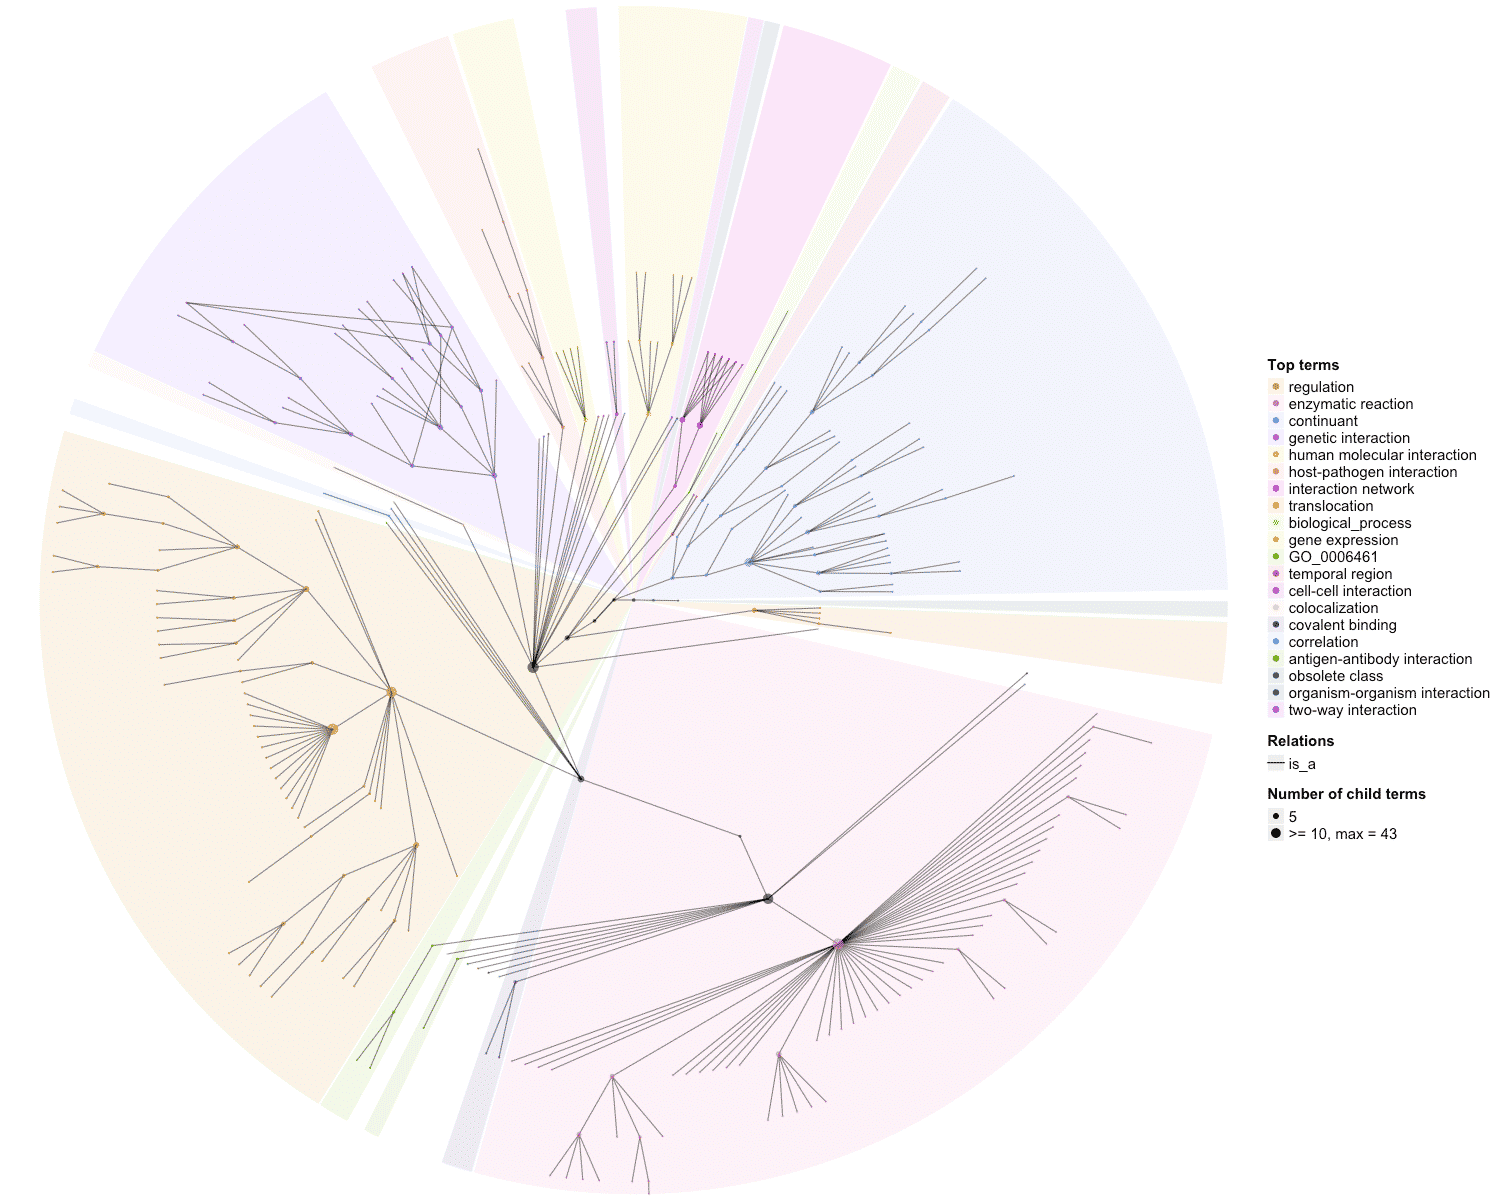 Top terms
regulation
enzymatic reaction
continuant
genetic interaction
human molecular interaction
host-pathogen interaction
interaction network
translocation
biological_process
gene expression
GO_0006461
temporal region
cell-cell interaction
colocalization
covalent binding
correlation
antigen-antibody interaction
obsolete class
organism-organism interaction
two-way interaction
Relations
is_a
Number of child terms
5
>= 10, max = 43